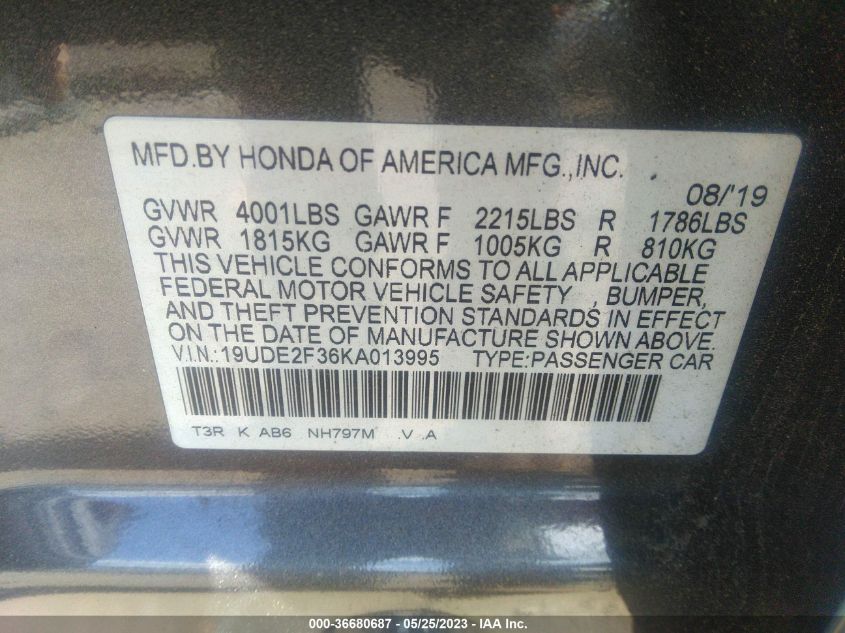 MFD.BY HONDA OF AMERICA MFG.,INC.
08/'19
GVWR 4001LBS GAWR F 2215LBS R 1786LBS
GVWR 1815KG GAWR F 1005KG R 810KG
THIS VEHICLE CONFORMS TO ALL APPLICABLE
FEDERAL MOTOR VEHICLE SAFETY , BUMPER,
AND THEFT PREVENTION STANDARDS IN EFFECT
ON THE DATE OF MANUFACTURE SHOWN ABOVE.
V.I.N.:19UDE2F36KA013995 TYPE:PASSENGER CAR
T3R K AB6 NH797M .V .A
000-36680687 - 05/25/2023 - IAA Inc.